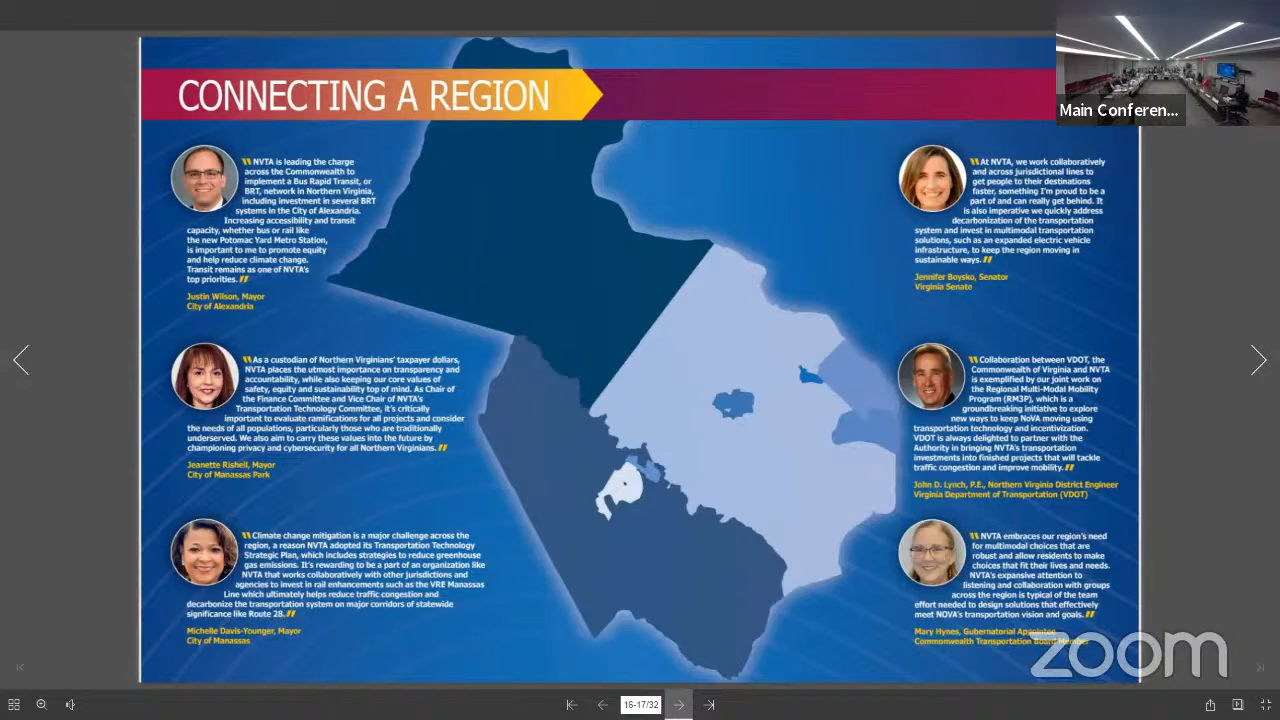 CONNECTING A REGION
Main Conferen...
NVTA is leading the charge
across the Commonwealth to
implement a Bus Rapid Transit, or
BRT, network in Northern Virginia,
including investment in several BRT
systems in the City of Alexandria.
Increasing accessibility and transit
capacity, whether bus or rail like
the new Potomac Yard Metro Station,
is important to me to promote equity
and help reduce climate change.
Transit remains as one of NVTA's
top priorities.
Justin Wilson, Mayor
City of Alexandria
As a custodian of Northern Virginians' taxpayer dollars,
NVTA places the utmost importance on transparency and
accountability, while also keeping our core values of
safety, equity and sustainability top of mind. As Chair of
the Finance Committee and Vice Chair of NVTA's
Transportation Technology Committee, it's critically
important to evaluate ramifications for all projects and consider
the needs of all populations, particularly those who are traditionally
underserved. We also aim to carry these values into the future by
championing privacy and cybersecurity for all Northern Virginians.
Jeanette Rishell, Mayor
City of Manassas Park
Climate change mitigation is a major challenge across the
region, a reason NVTA adopted its Transportation Technology
Strategic Plan, which includes strategies to reduce greenhouse
gas emissions. It's rewarding to be a part of an organization like
NVTA that works collaboratively with other jurisdictions and
agencies to invest in rail enhancements such as the VRE Manassas
Line which ultimately helps reduce traffic congestion and
decarbonize the transportation system on major corridors of statewide
significance like Route 28.
Michelle Davis-Younger, Mayor
City of Manassas
At NVTA, we work collaboratively
and across jurisdictional lines to
get people to their destinations
faster, something I'm proud to be a
part of and can really get behind. It
is also imperative we quickly address
decarbonization of the transportation
system and invest in multimodal transportation
solutions, such as an expanded electric vehicle
infrastructure, to keep the region moving in
sustainable ways.
Jennifer Boysko, Senator
Virginia Senate
Collaboration between VDOT, the
Commonwealth of Virginia and NVTA
is exemplified by our joint work on
the Regional Multi-Modal Mobility
Program (RM3P), which is a
groundbreaking initiative to explore
new ways to keep NoVA moving using
transportation technology and incentivization.
VDOT is always delighted to partner with the
Authority in bringing NVTA's transportation
investments into finished projects that will tackle
traffic congestion and improve mobility.
John D. Lynch, P.E., Northern Virginia District Engineer
Virginia Department of Transportation (VDOT)
NVTA embraces our region's need
for multimodal choices that are
robust and allow residents to make
choices that fit their lives and needs.
NVTA's expansive attention to
listening and collaboration with groups
across the region is typical of the team
effort needed to design solutions that effectively
meet NOVA's transportation vision and goals.
Mary Hynes, Gubernatorial Appointee
Commonwealth Transportation Board Member
zoom
16-17/32